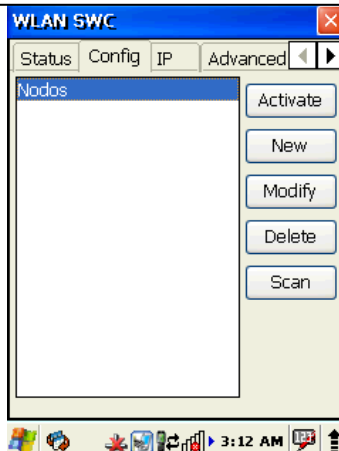 WLAN SWC
Status Config IP Advanced
Nodos
Activate
New
Modify
Delete
Scan
3:12 AM